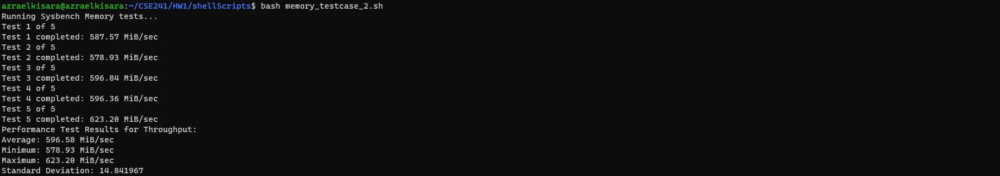 azraelkisara@azraelkisara:~/CSE241/HW1/shellScripts$ bash memory_testcase_2.sh
Running Sysbench Memory tests...
Test 1 of 5
Test 1 completed: 587.57 MiB/sec
Test 2 of 5
Test 2 completed: 578.93 MiB/sec
Test 3 of 5
Test 3 completed: 596.84 MiB/sec
Test 4 of 5
Test 4 completed: 596.36 MiB/sec
Test 5 of 5
Test 5 completed: 623.20 MiB/sec
Performance Test Results for Throughput:
Average: 596.58 MiB/sec
Minimum: 578.93 MiB/sec
Maximum: 623.20 MiB/sec
Standard Deviation: 14.841967